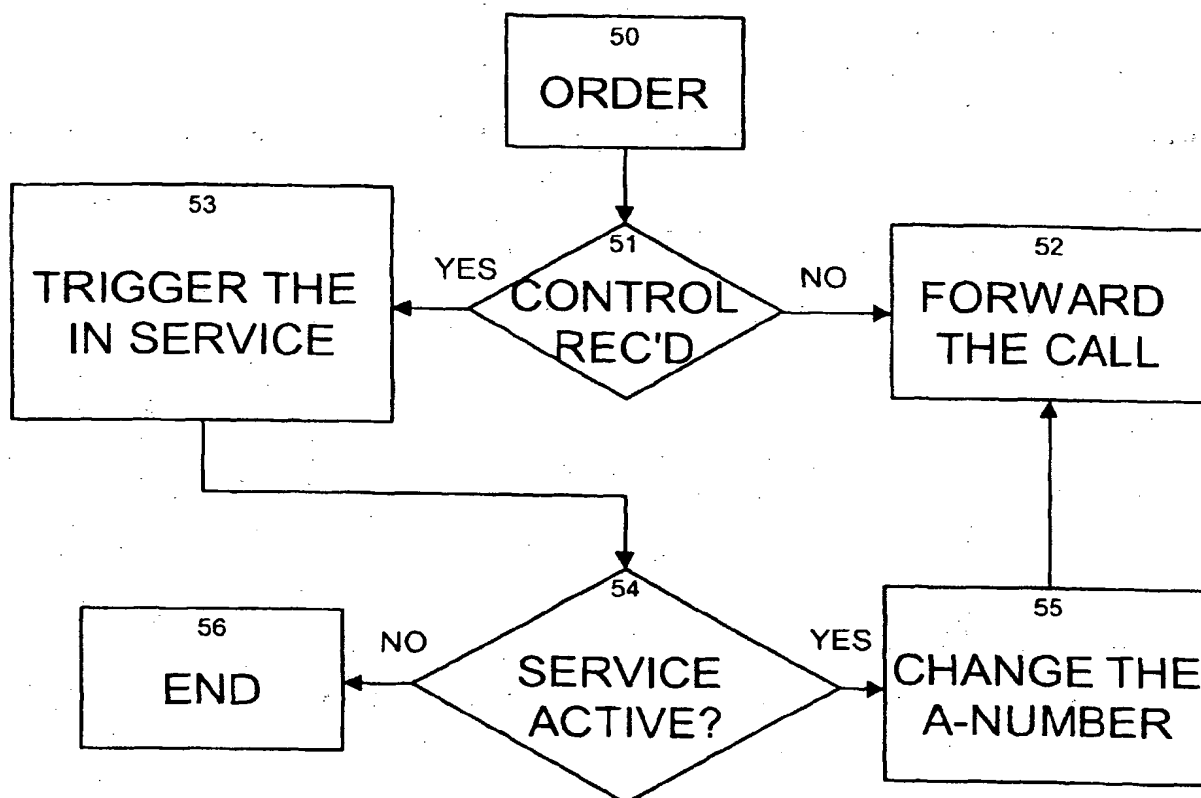 50
ORDER
53
TRIGGER THE
IN SERVICE
YES
51
CONTROL
REC'D
NO
52
FORWARD
THE CALL
56
END
NO
54
SERVICE
ACTIVE?
YES
55
CHANGE THE
A-NUMBER